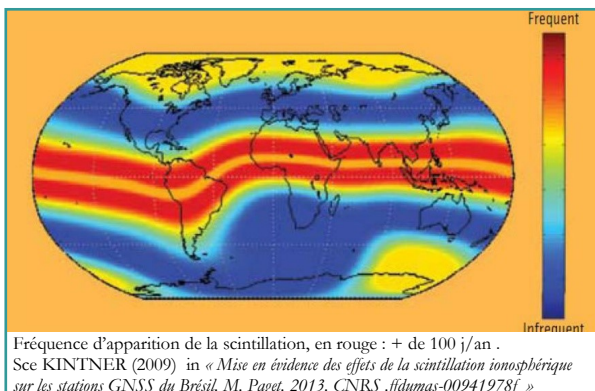 Frequent
Infrequent
Fréquence d'apparition de la scintillation, en rouge : + de 100 j/an .
Sce KINTNER (2009) in « Mise en évidence des effets de la scintillation ionosphérique
sur les stations GNSS du Brésil, M. Paget, 2013, CNRS .ffdumas-00941978f »